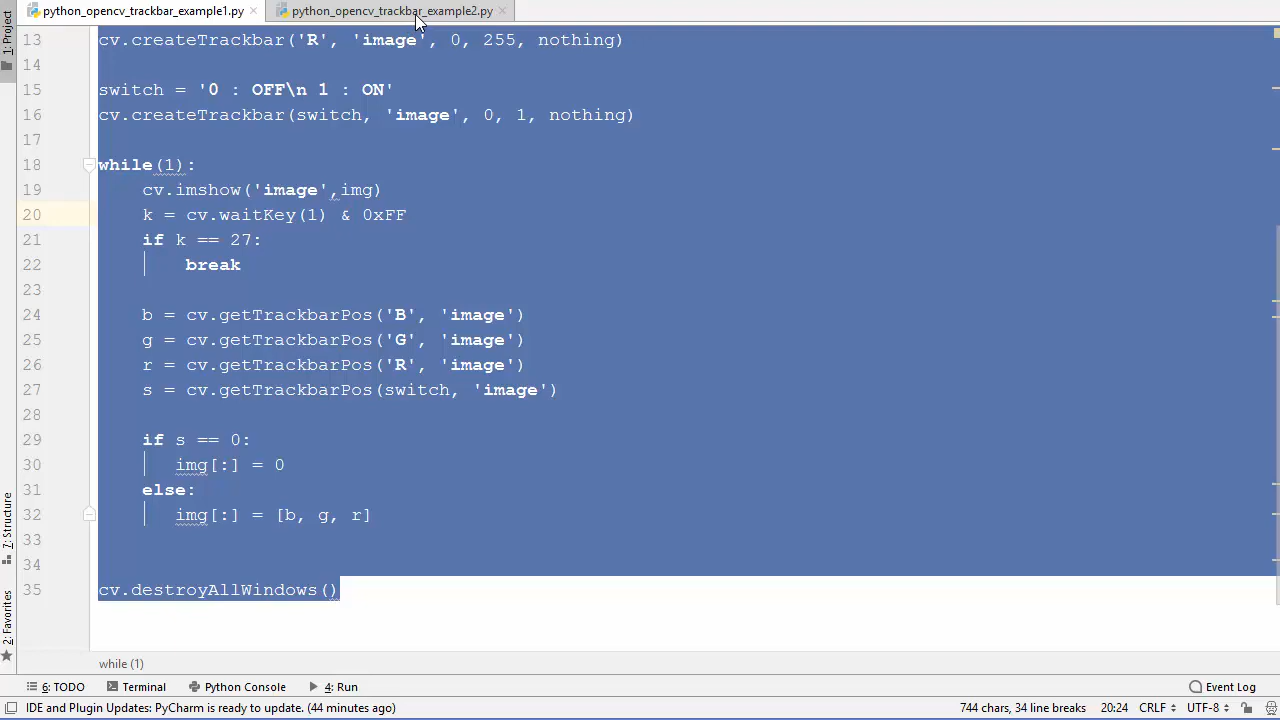 python_opencv_trackbar_example1.py
python_opencv_trackbar_example2.py
1: Project
13 cv.createTrackbar('R', 'image', 0, 255, nothing)
14
15 switch = '0 : OFF\n 1 : ON'
16 cv.createTrackbar(switch, 'image', 0, 1, nothing)
17
18 while(1):
19 cv.imshow('image',img)
20 k = cv.waitKey(1) & 0xFF
21 if k == 27:
22 break
23
24 b = cv.getTrackbarPos('B', 'image')
25 g = cv.getTrackbarPos('G', 'image')
26 r = cv.getTrackbarPos('R', 'image')
27 s = cv.getTrackbarPos(switch, 'image')
28
29 if s == 0:
30 img[:] = 0
31 else:
32 img[:] = [b, g, r]
33
34
35 cv.destroyAllWindows()
7: Structure
2: Favorites
while (1)
6: TODO Terminal Python Console 4: Run Event Log
IDE and Plugin Updates: PyCharm is ready to update. (44 minutes ago) 744 chars, 34 line breaks 20:24 CRLF UTF-8